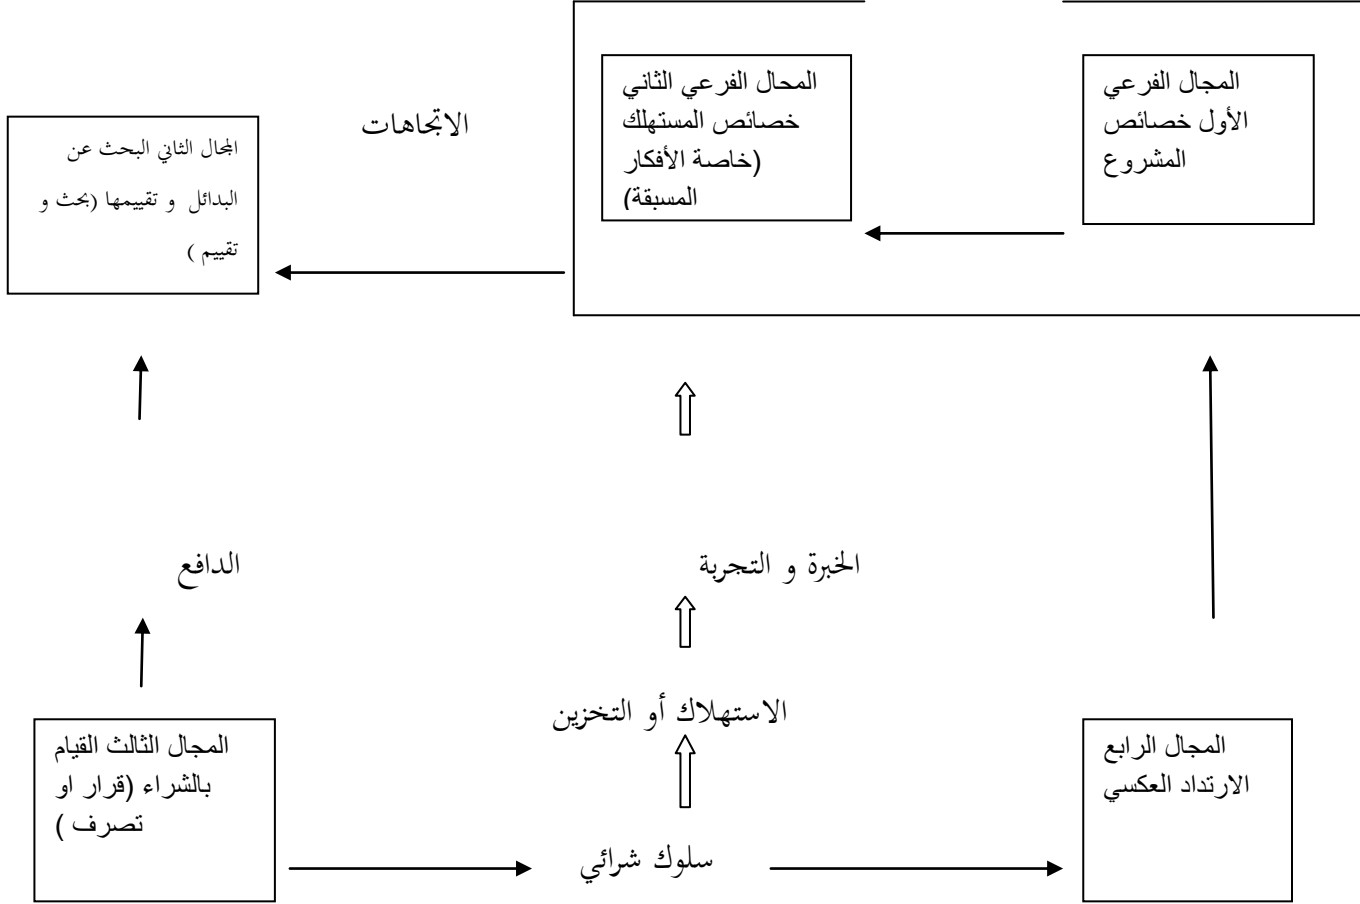 المجال الفرعي
الأول خصائص
المشروع
المحال الفرعي الثاني
خصائص المستهلك
(خاصة الأفكار
المسبقة)
الاتجاهات
المجال الثاني البحث عن
البدائل و تقييمها (بحث و
تقييم )
الخبرة و التجربة
الدافع
الاستهلاك أو التخزين
المجال الرابع
الارتداد العكسي
سلوك شرائي
المجال الثالث القيام
بالشراء (قرار او
تصرف )